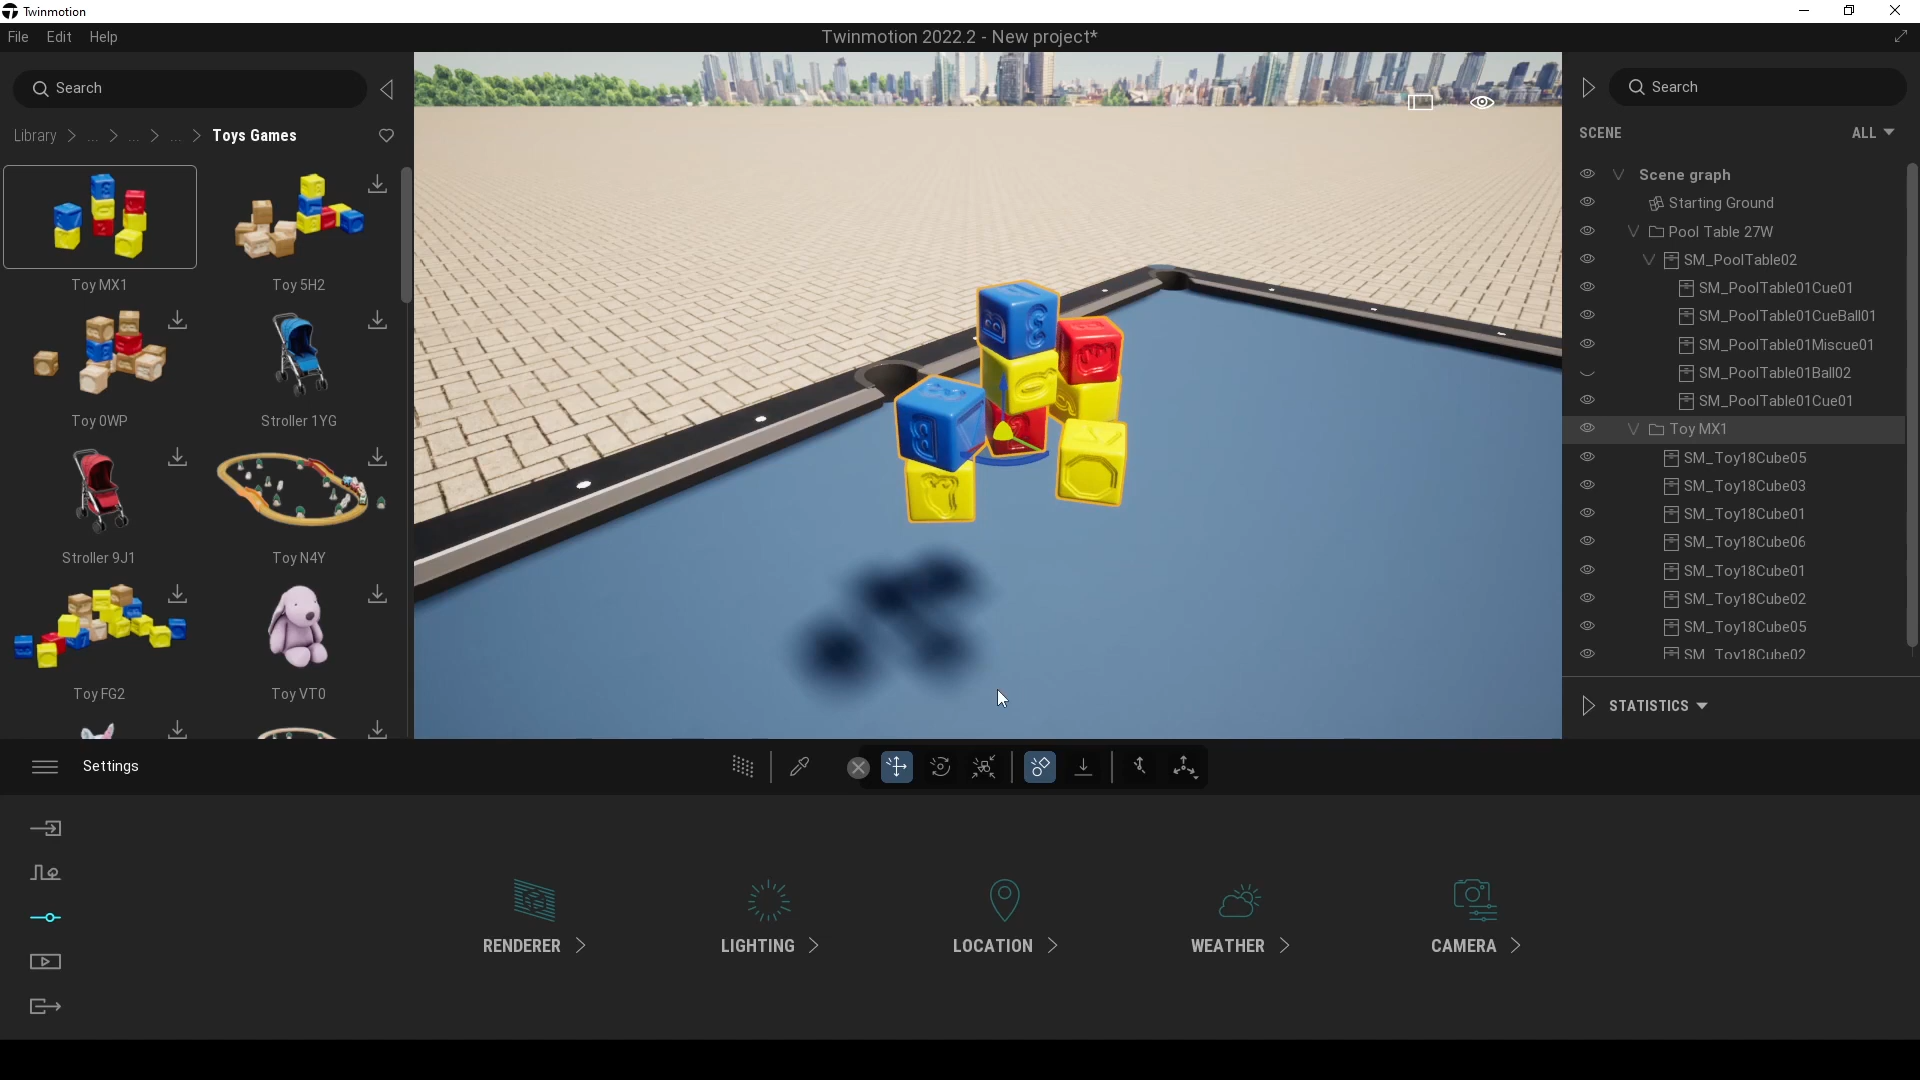 Twinmotion
File Edit Help
Twinmotion 2022.2 - New project*
Search
Library > ... > ... > ... > Toys Games
Toy MX1
Toy 5H2
Toy 0WP
Stroller 1YG
Stroller 9J1
Toy N4Y
Toy FG2
Toy VT0
Search
SCENE
ALL
Scene graph
Starting Ground
Pool Table 27W
SM_PoolTable02
SM_PoolTable01Cue01
SM_PoolTable01CueBall01
SM_PoolTable01Miscue01
SM_PoolTable01Ball02
SM_PoolTable01Cue01
Toy MX1
SM_Toy18Cube05
SM_Toy18Cube03
SM_Toy18Cube01
SM_Toy18Cube06
SM_Toy18Cube01
SM_Toy18Cube02
SM_Toy18Cube05
SM_Toy18Cube02
STATISTICS
Settings
RENDERER
LIGHTING
LOCATION
WEATHER
CAMERA